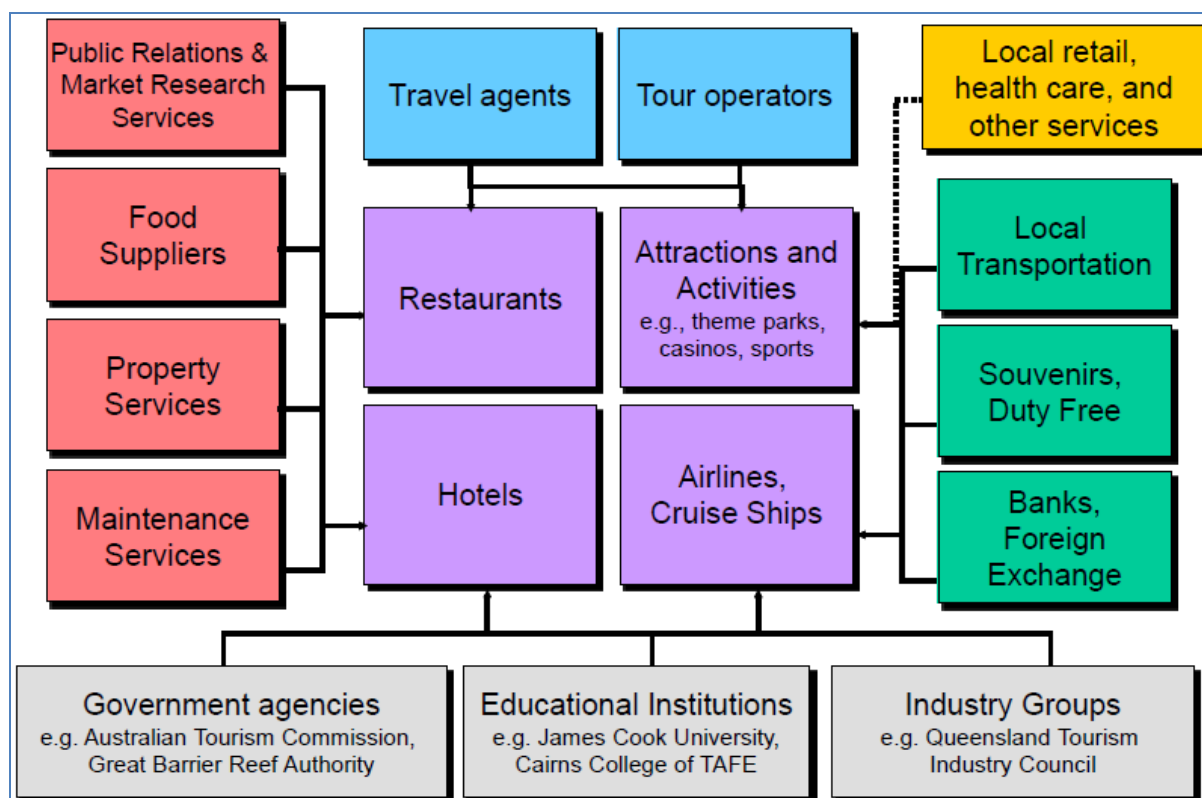 Public Relations &
Market Research
Services
Travel agents
Tour operators
Local retail,
health care, and
other services
Food
Suppliers
Restaurants
Attractions and
Activities
e.g., theme parks,
casinos, sports
Local
Transportation
Property
Services
Souvenirs,
Duty Free
Maintenance
Services
Hotels
Airlines,
Cruise Ships
Banks,
Foreign
Exchange
Government agencies
e.g. Australian Tourism Commission,
Great Barrier Reef Authority
Educational Institutions
e.g. James Cook University,
Cairns College of TAFE
Industry Groups
e.g. Queensland Tourism
Industry Council